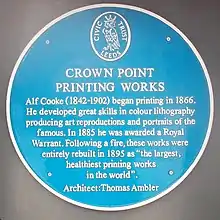 CIVIC
TRUST
LEEDS
CROWN POINT
PRINTING WORKS
Alf Cooke (1842-1902) began printing in 1866.
He developed great skills in colour lithography
producing art reproductions and portraits of the
famous. In 1885 he was awarded a Royal
Warrant. Following a fire, these works were
entirely rebuilt in 1895 as "the largest,
healthiest printing works
in the world".
Architect:Thomas Ambler